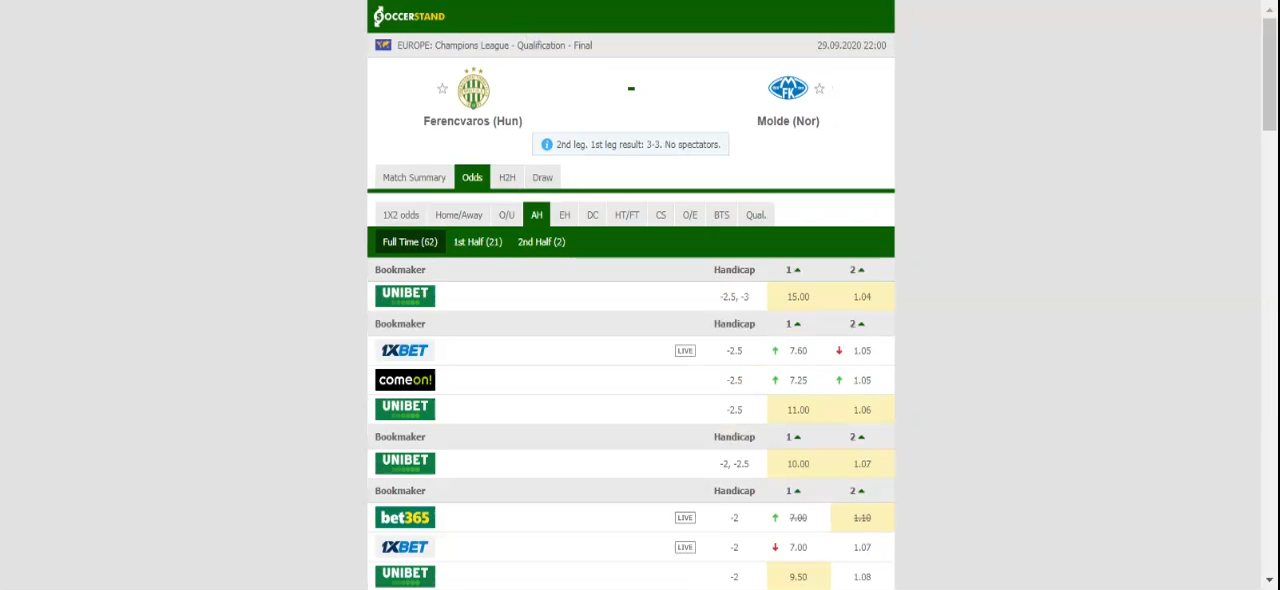 SOCCERSTAND
EUROPE: Champions League - Qualification - Final 29.09.2020 22:00
-
Ferencvaros (Hun) Molde (Nor)
2nd leg. 1st leg result: 3-3. No spectators.
Match Summary Odds H2H Draw
1X2 odds Home/Away O/U AH EH DC HT/FT CS O/E BTS Qual.
Full Time (62) 1st Half (21) 2nd Half (2)
Bookmaker Handicap 1 2
UNIBET -2.5, -3 15.00 1.04
Bookmaker Handicap 1 2
1XBET LIVE -2.5 7.60 1.05
comeon! -2.5 7.25 1.05
UNIBET -2.5 11.00 1.06
Bookmaker Handicap 1 2
UNIBET -2, -2.5 10.00 1.07
Bookmaker Handicap 1 2
bet365 LIVE -2 7.00 1.10
1XBET LIVE -2 7.00 1.07
UNIBET -2 9.50 1.08